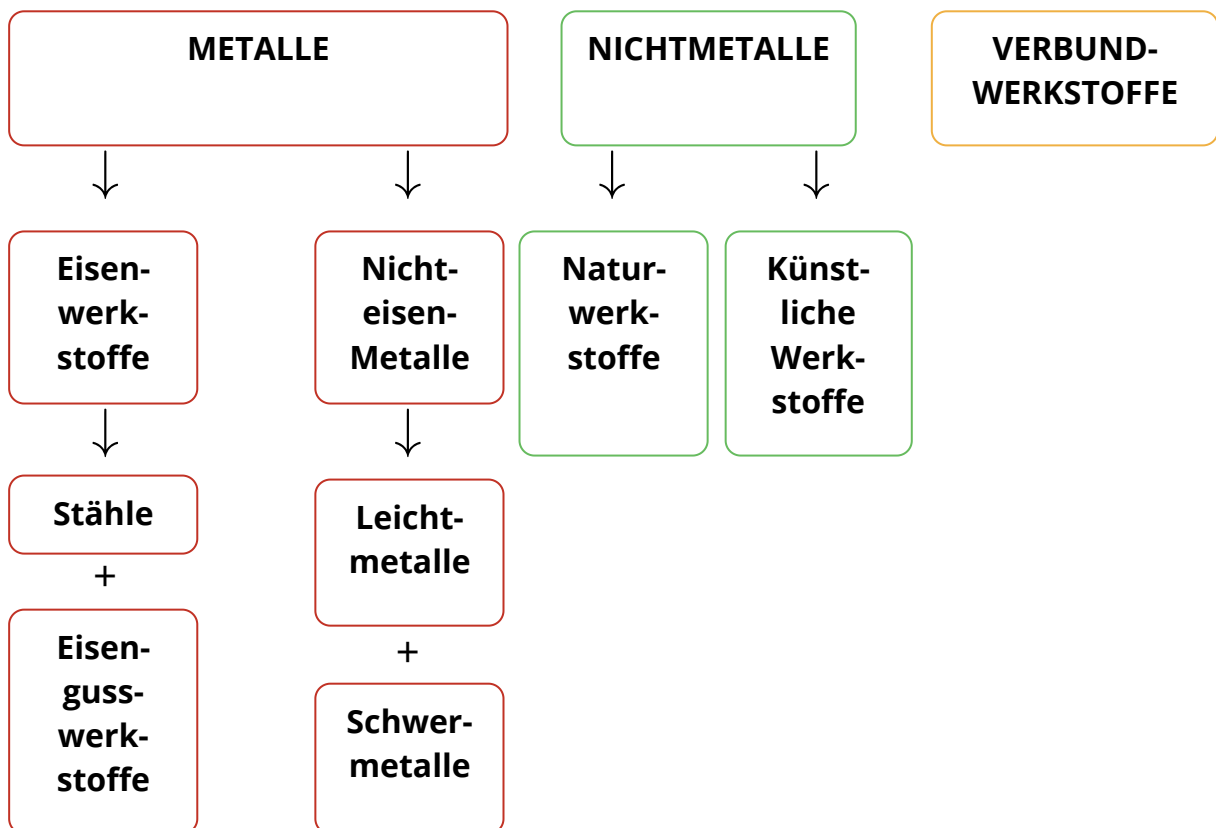 METALLE
NICHTMETALLE
VERBUND-
WERKSTOFFE
Eisen-
werk-
stoffe
Nicht-
eisen-
Metalle
Natur-
werk-
stoffe
Künst-
liche
Werk-
stoffe
Stähle
+
Eisen-
guss-
werk-
stoffe
Leicht-
metalle
+
Schwer-
metalle